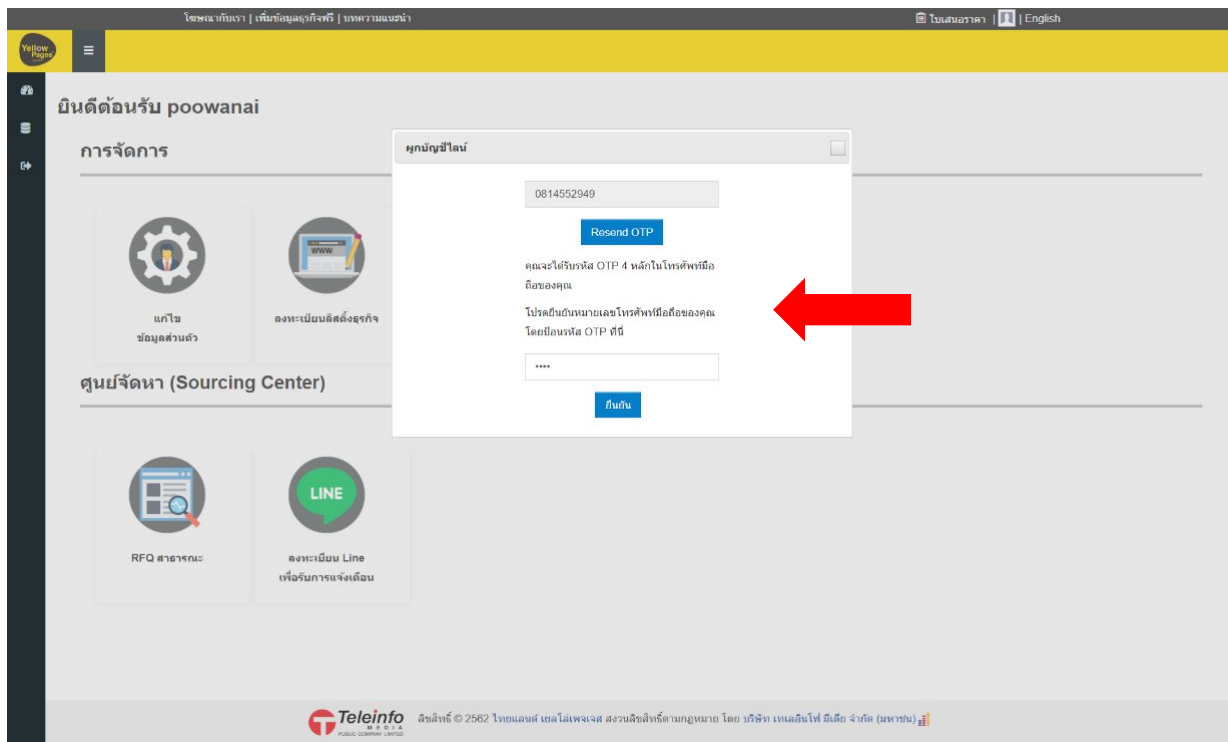 โฆษณากับเรา | เพิ่มข้อมูลธุรกิจฟรี | บทความแนะนำ
ใบเสนอราคา | | English
Yellow
Pages
ยินดีต้อนรับ poowanai
การจัดการ
ผูกบัญชีไลน์
0814552949
Resend OTP
คุณจะได้รับรหัส OTP 4 หลักในโทรศัพท์มือ
ถือของคุณ
โปรดยืนยันหมายเลขโทรศัพท์มือถือของคุณ
โดยป้อนรหัส OTP ที่นี่
....
ยืนยัน
WWW
แก้ไข
ข้อมูลส่วนตัว
ลงทะเบียนลิสติ้งธุรกิจ
ศูนย์จัดหา (Sourcing Center)
LINE
RFQ สาธารณะ
ลงทะเบียน Line
เพื่อรับการแจ้งเตือน
Teleinfo
MEDIA
PUBLIC COMPANY LIMITED
ลิขสิทธิ์ © 2562 ไทยแลนด์ เยลโล่เพจเจส สงวนลิขสิทธิ์ตามกฎหมาย โดย บริษัท เทเลอินโฟ มีเดีย จำกัด (มหาชน)